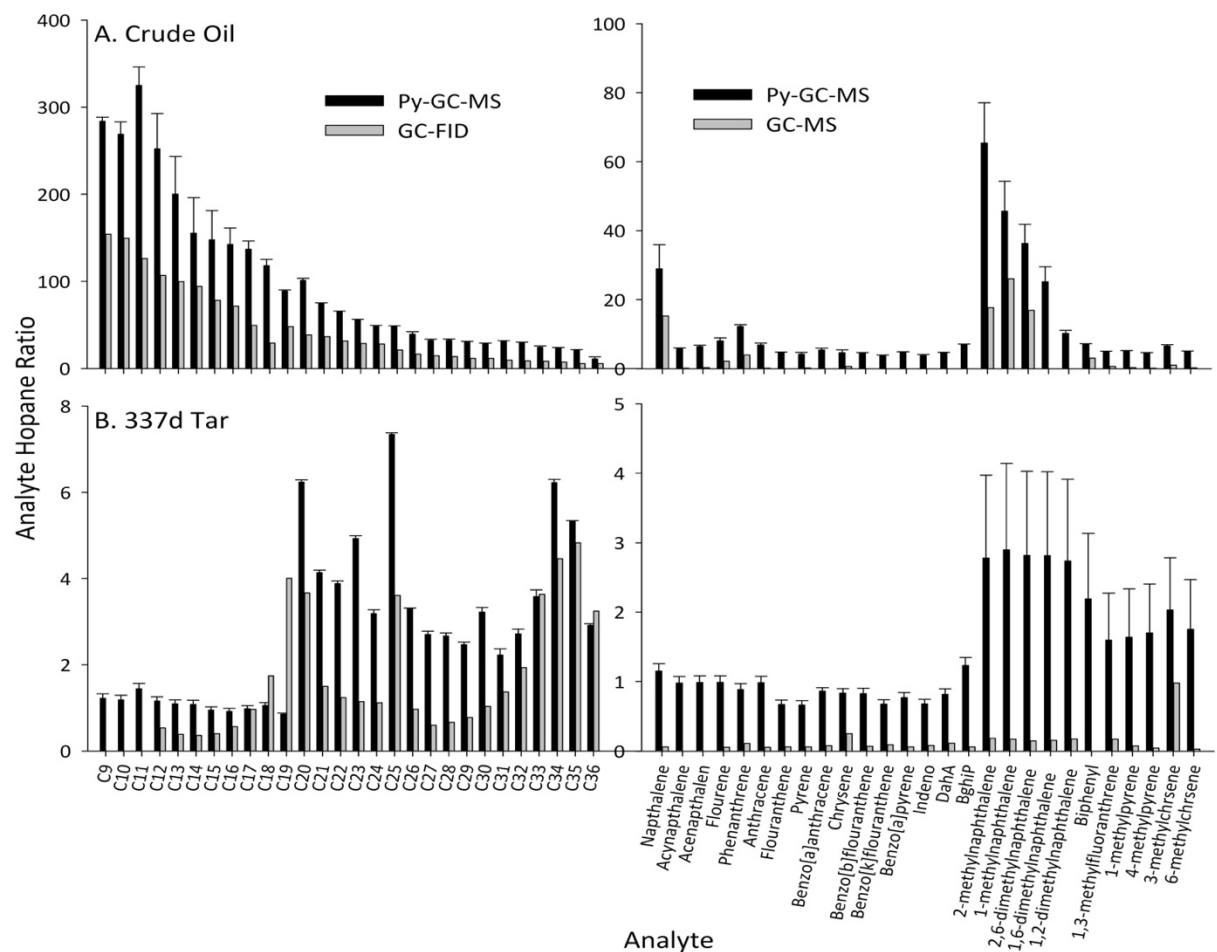 A. Crude Oil
400
300
200
100
0
Py-GC-MS
GC-FID
100
80
60
40
20
0
Py-GC-MS
GC-MS
Analyte Hopane Ratio
B. 337d Tar
8
6
4
2
0
C9
C10
C11
C12
C13
C14
C15
C16
C17
C18
C19
C20
C21
C22
C23
C24
C25
C26
C27
C28
C29
C30
C31
C32
C33
C34
C35
C36
5
4
3
2
1
0
Napthalene
Acynapthalene
Acenapthalen
Flourene
Phenanthrene
Anthracene
Flouranthene
Pyrene
Benzo[a]anthracene
Chrysene
Benzo[b]flouranthene
Benzo[k]flouranthene
Benzo[a]pyrene
Indeno
DahA
BghiP
2-methylnaphthalene
1-methylnaphthalene
2,6-dimethylnaphthalene
1,6-dimethylnaphthalene
1,2-dimethylnaphthalene
Biphenyl
1,3-methylfluoranthrene
1-methylpyrene
4-methylpyrene
3-methylchrsene
6-methylchrsene
Analyte